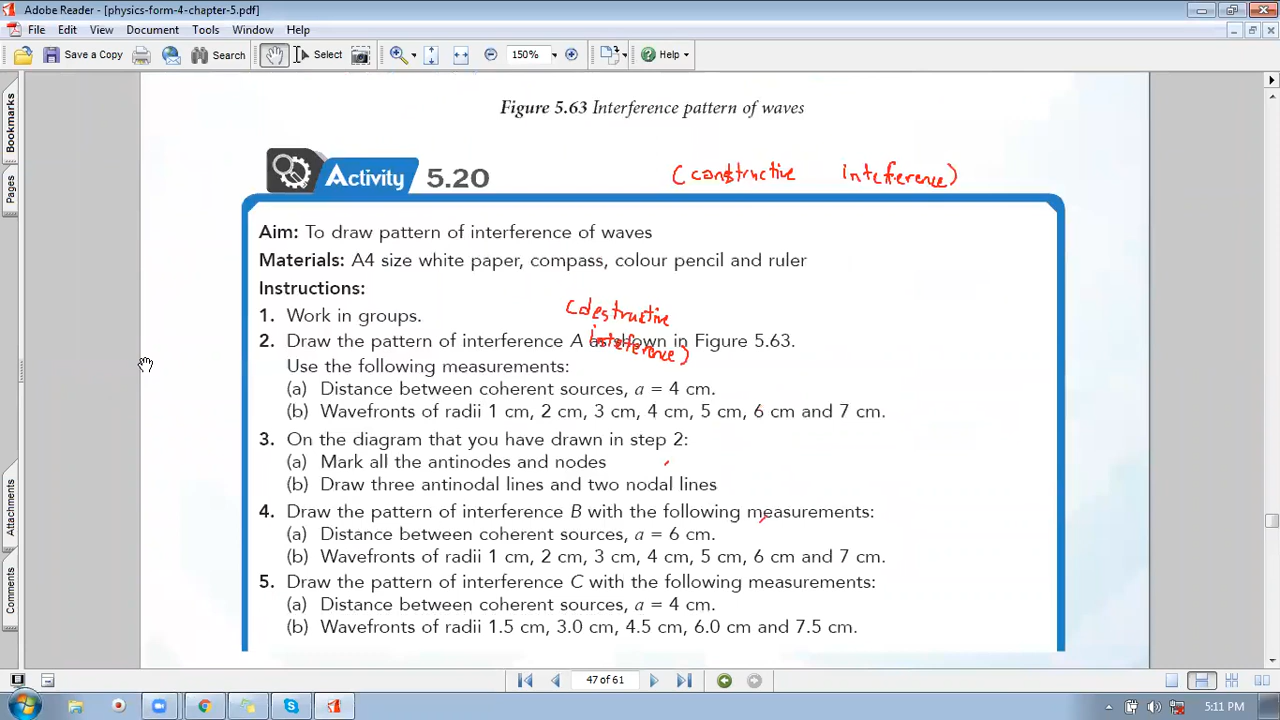 Adobe Reader - [physics-form-4-chapter-5.pdf]
File Edit View Document Tools Window Help
Save a Copy Search Select 150% Help
Bookmarks
Pages
Attachments
Comments
Figure 5.63 Interference pattern of waves
Activity 5.20
(constructive inteference)
Aim: To draw pattern of interference of waves
Materials: A4 size white paper, compass, colour pencil and ruler
Instructions:
1. Work in groups.
(destructive
inteference)
2. Draw the pattern of interference A as shown in Figure 5.63.
Use the following measurements:
(a) Distance between coherent sources, a = 4 cm.
(b) Wavefronts of radii 1 cm, 2 cm, 3 cm, 4 cm, 5 cm, 6 cm and 7 cm.
3. On the diagram that you have drawn in step 2:
(a) Mark all the antinodes and nodes
(b) Draw three antinodal lines and two nodal lines
4. Draw the pattern of interference B with the following measurements:
(a) Distance between coherent sources, a = 6 cm.
(b) Wavefronts of radii 1 cm, 2 cm, 3 cm, 4 cm, 5 cm, 6 cm and 7 cm.
5. Draw the pattern of interference C with the following measurements:
(a) Distance between coherent sources, a = 4 cm.
(b) Wavefronts of radii 1.5 cm, 3.0 cm, 4.5 cm, 6.0 cm and 7.5 cm.
47 of 61
5:11 PM